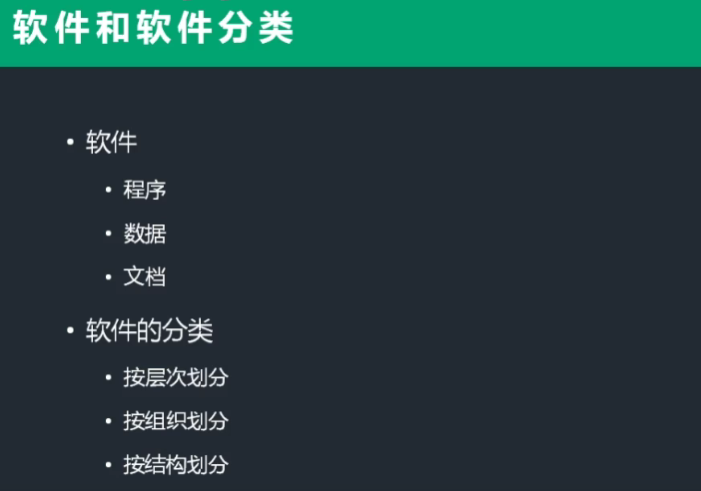 软件和软件分类
• 软件
• 程序
• 数据
• 文档
• 软件的分类
• 按层次划分
• 按组织划分
• 按结构划分